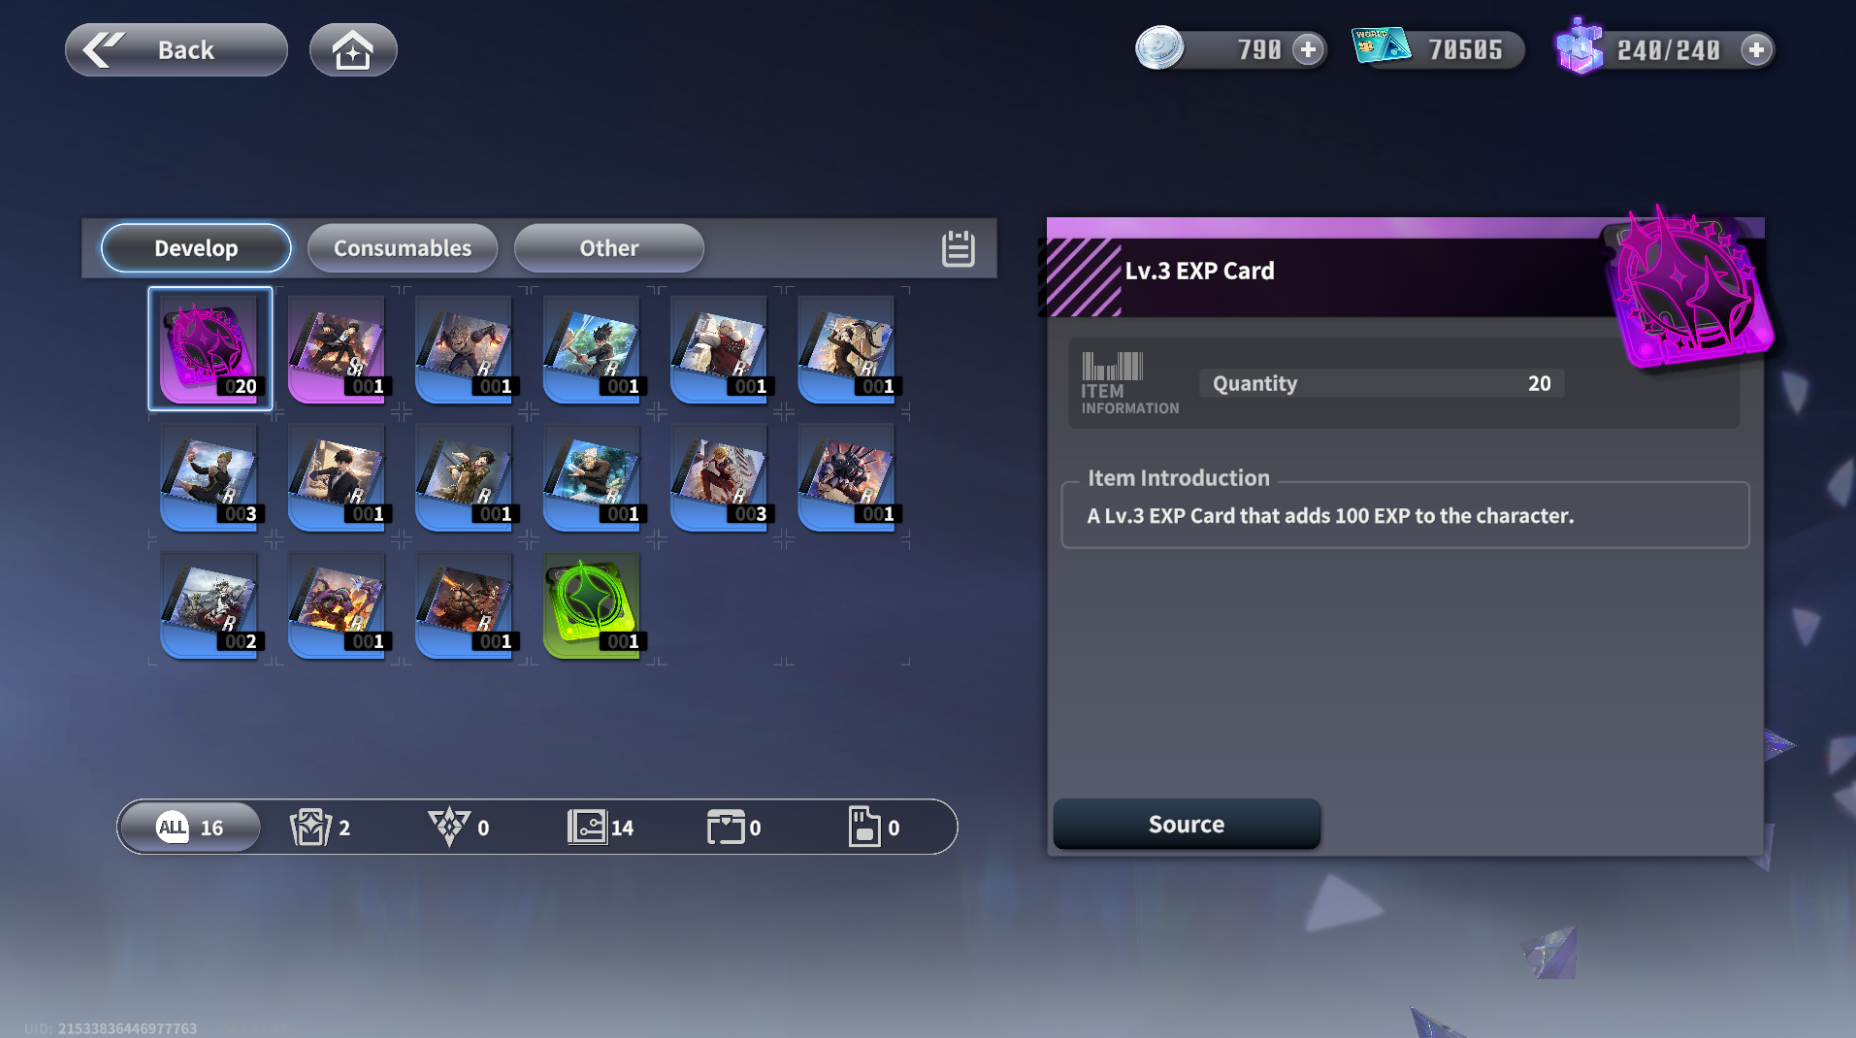 Back
790
WORLD
70505
240/240
Develop
Consumables
Other
020
SR 001
R 001
R 001
R 001
R 001
R 003
R 001
R 001
R 001
R 003
R 001
R 002
R 001
R 001
001
ALL 16
2
0
14
0
0
Lv.3 EXP Card
ITEM
INFORMATION
Quantity 20
Item Introduction
A Lv.3 EXP Card that adds 100 EXP to the character.
Source
UID: 21533836446977763